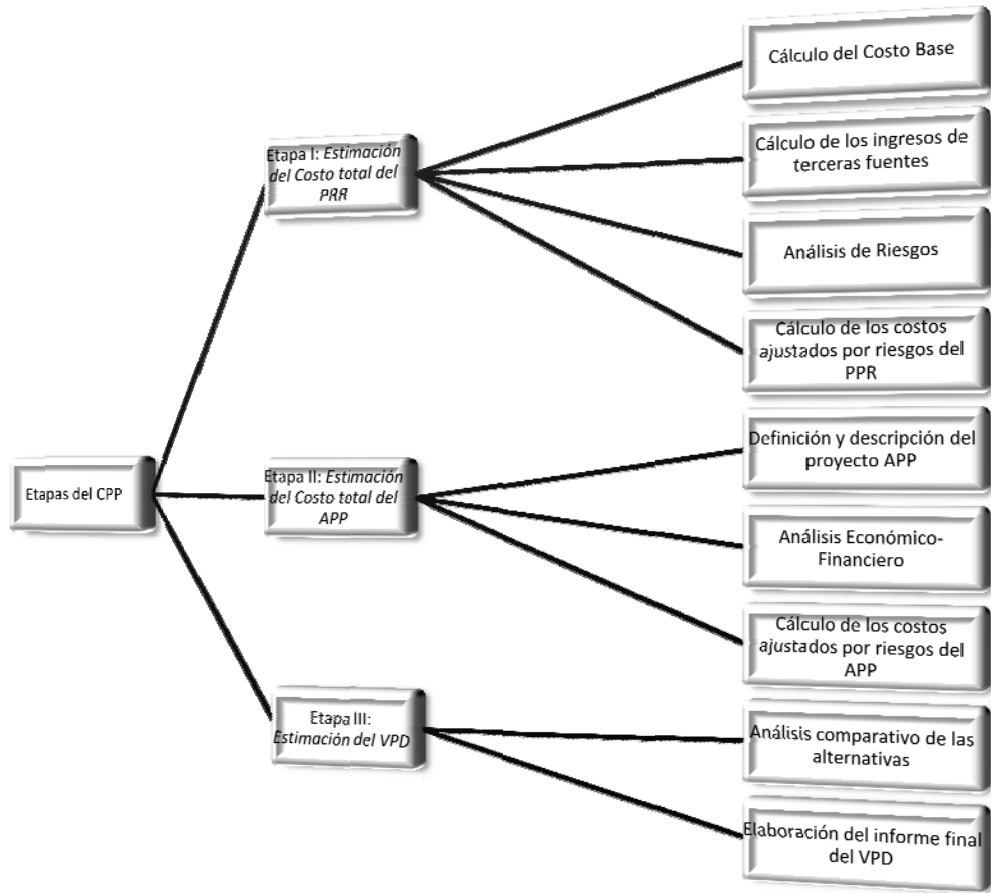 Etapas del CPP
Etapa I: Estimación
del Costo total del
PRR
Cálculo del Costo Base
Cálculo de los ingresos de
terceras fuentes
Análisis de Riesgos
Cálculo de los costos
ajustados por riesgos del
PPR
Etapa II: Estimación
del Costo total del
APP
Definición y descripción del
proyecto APP
Análisis Económico-
Financiero
Cálculo de los costos
ajustados por riesgos del
APP
Etapa III:
Estimación del VPD
Análisis comparativo de las
alternativas
Elaboración del informe final
del VPD